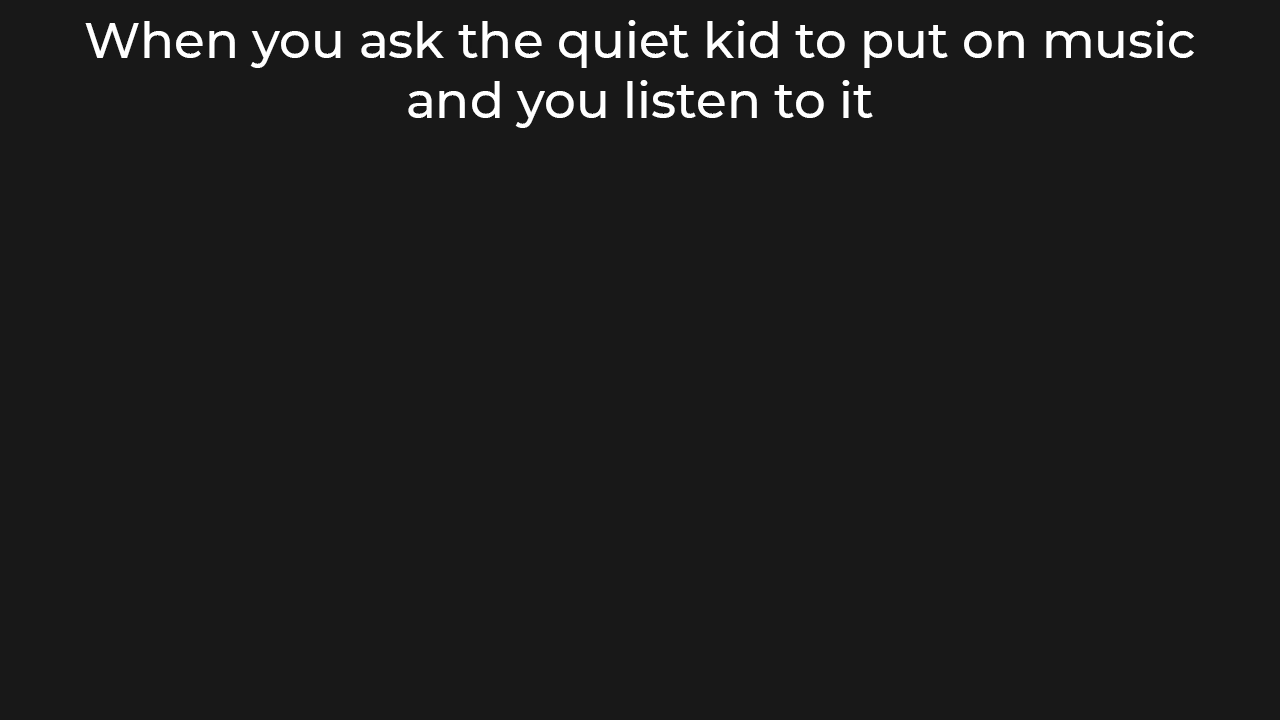 When you ask the quiet kid to put on music
and you listen to it